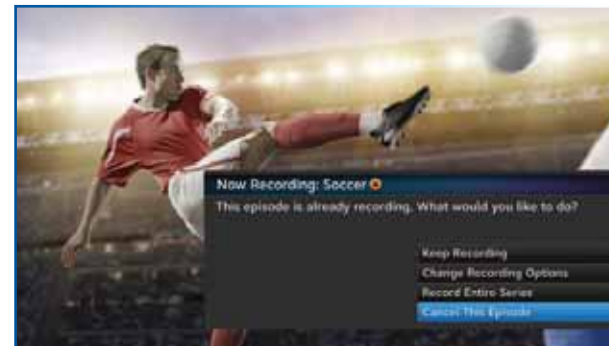 Now Recording: Soccer
This episode is already recording. What would you like to do?
Keep Recording
Change Recording Options
Record Entire Series
Cancel This Episode